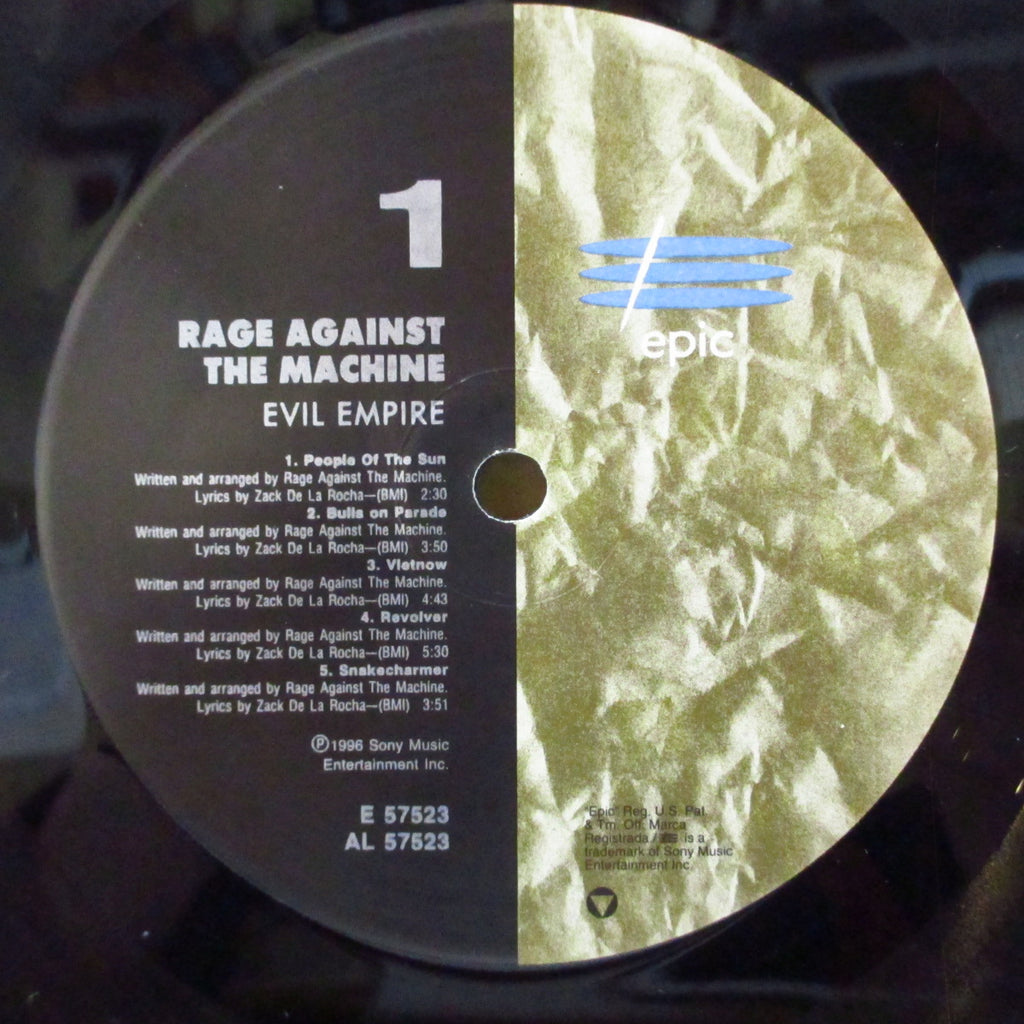 1
RAGE AGAINST
THE MACHINE
EVIL EMPIRE
1. People Of The Sun
Written and arranged by Rage Against The Machine.
Lyrics by Zack De La Rocha—(BMI) 2:30
2. Bulls on Parade
Written and arranged by Rage Against The Machine.
Lyrics by Zack De La Rocha—(BMI) 3:50
3. Vietnow
Written and arranged by Rage Against The Machine.
Lyrics by Zack De La Rocha—(BMI) 4:43
4. Revolver
Written and arranged by Rage Against The Machine.
Lyrics by Zack De La Rocha—(BMI) 5:30
5. Snakecharmer
Written and arranged by Rage Against The Machine.
Lyrics by Zack De La Rocha—(BMI) 3:51
℗1996 Sony Music
Entertainment Inc.
E 57523
AL 57523
epic
"Epic" Reg. U.S. Pat.
& Tm. Off. Marca
Registrada / is a
trademark of Sony Music
Entertainment Inc.